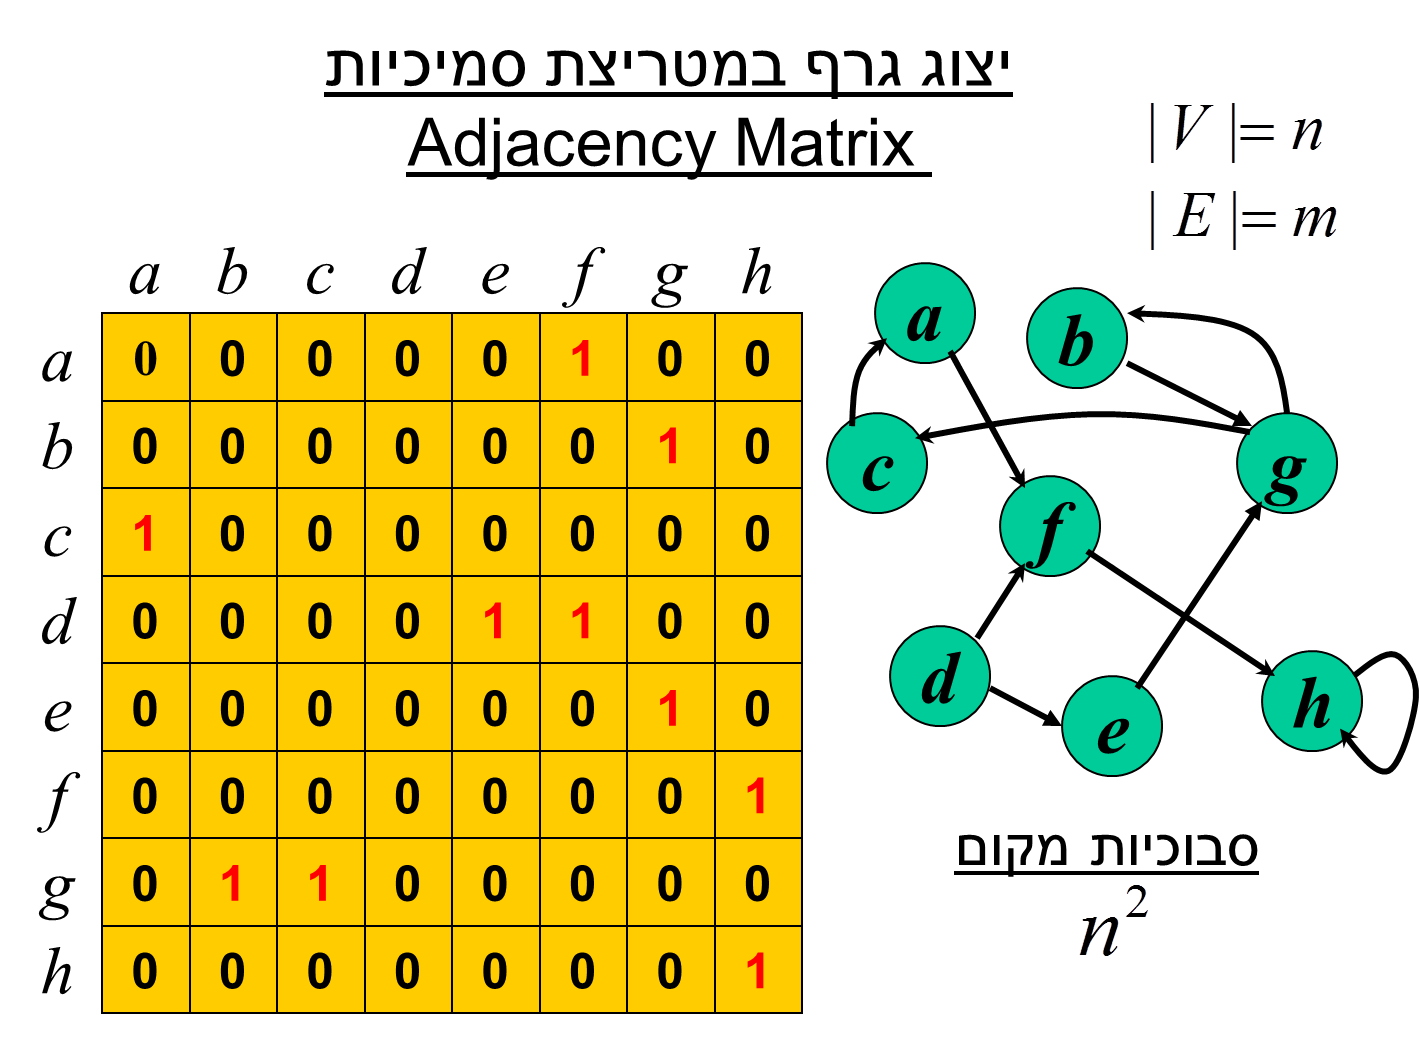 יצוג גרף במטריצת סמיכיות
Adjacency Matrix
| V |= n
| E |= m
a b c d e f g h
a 0 0 0 0 0 1 0 0
b 0 0 0 0 0 0 1 0
c 1 0 0 0 0 0 0 0
d 0 0 0 0 1 1 0 0
e 0 0 0 0 0 0 1 0
f 0 0 0 0 0 0 0 1
g 0 1 1 0 0 0 0 0
h 0 0 0 0 0 0 0 1
a
b
c
g
f
d
e
h
סבוכיות מקום
n²